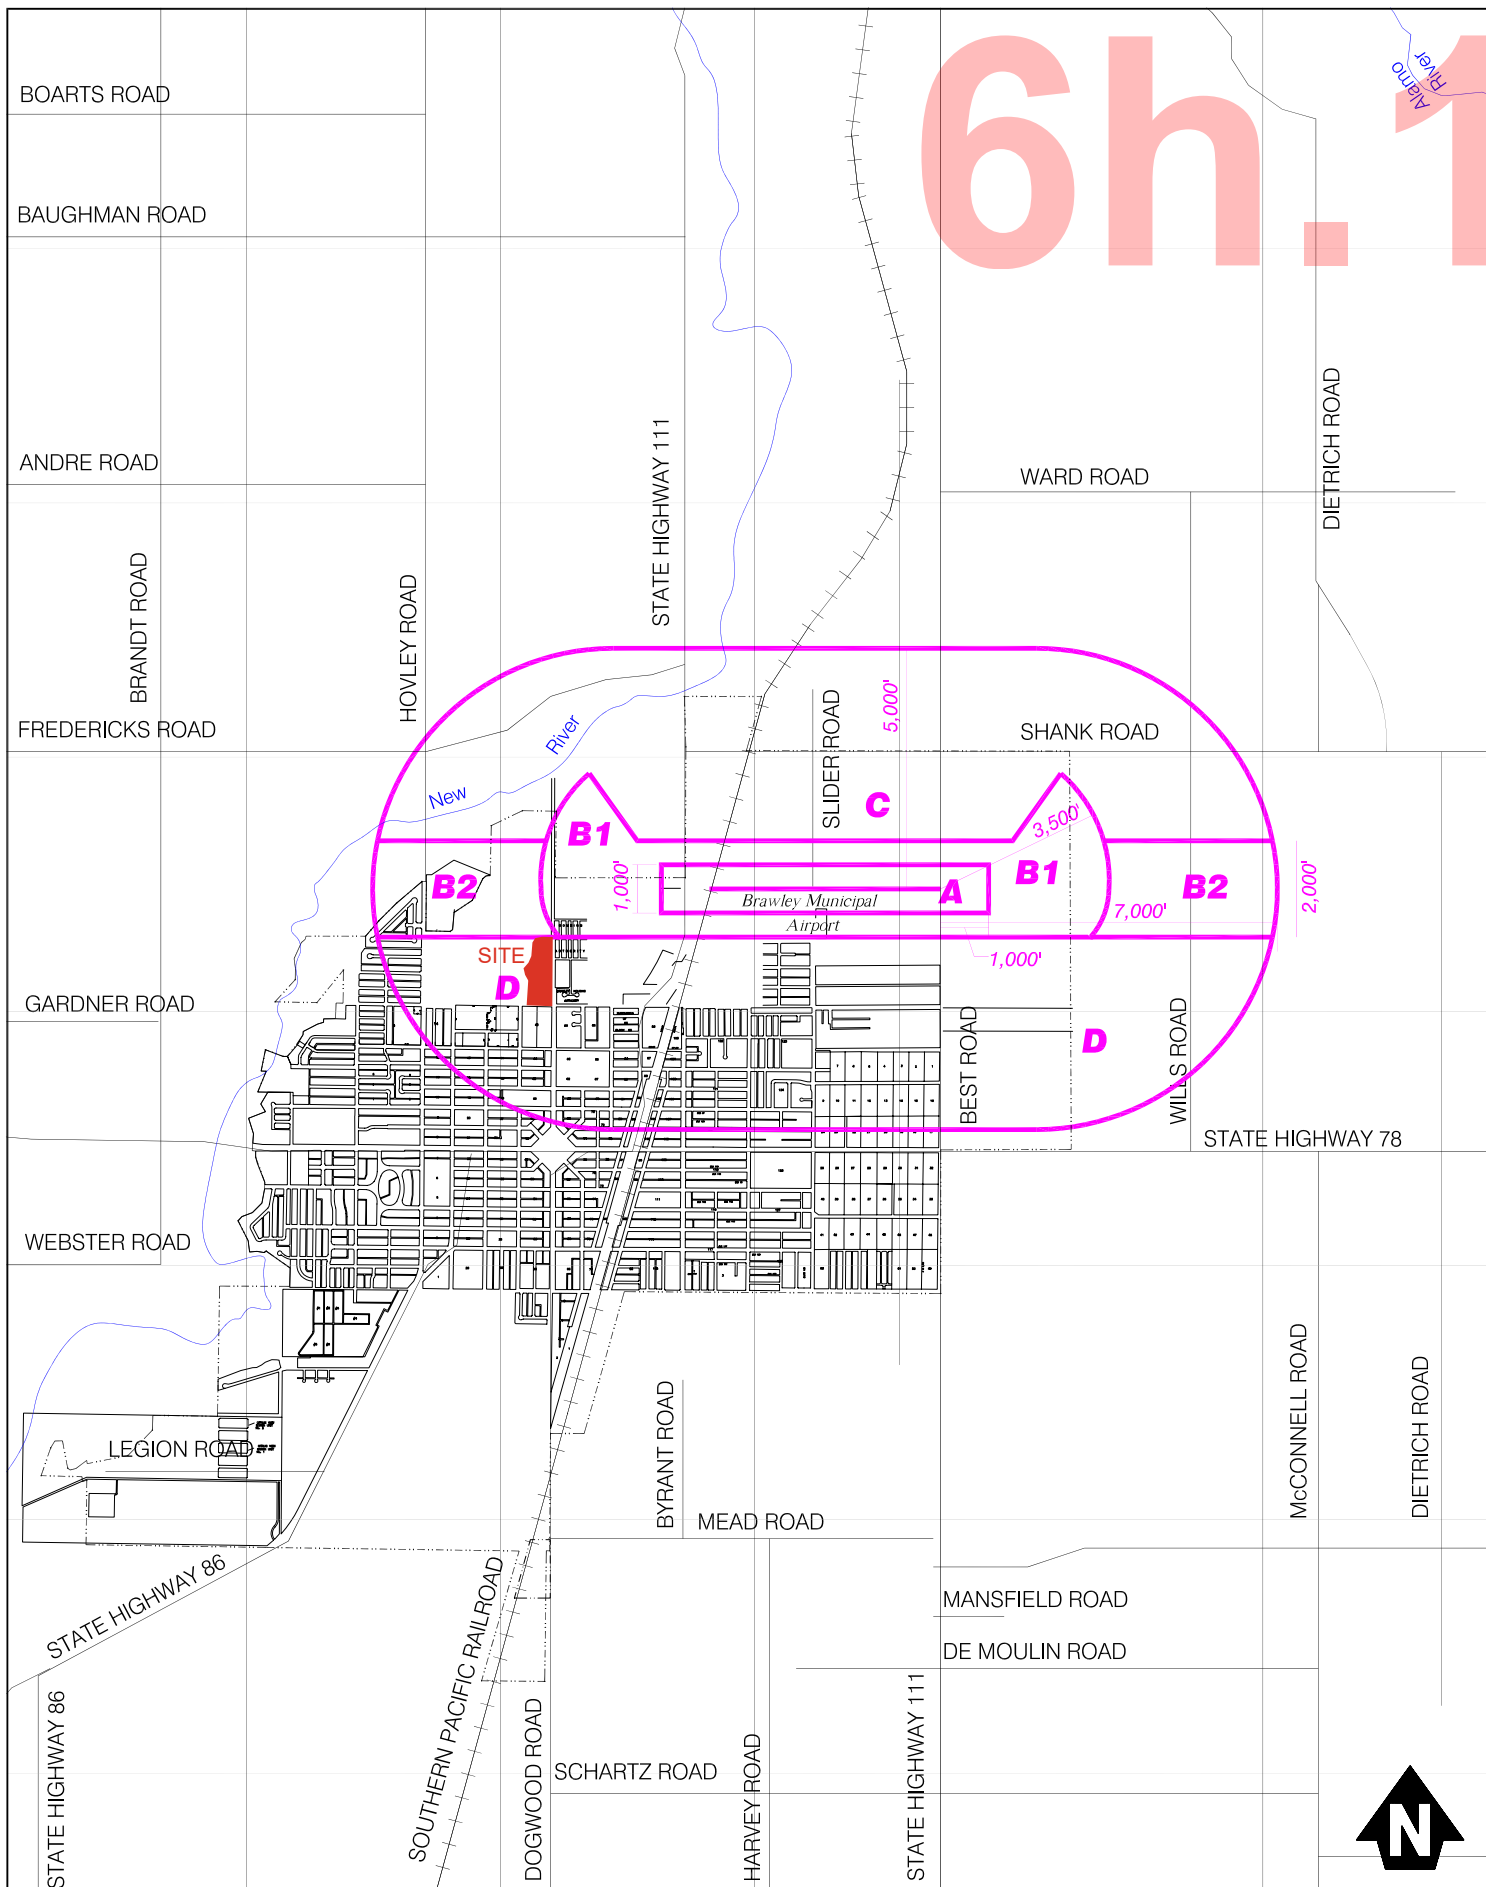 6h.1
Alamo
River
BOARTS ROAD
BAUGHMAN ROAD
ANDRE ROAD
WARD ROAD
DIETRICH ROAD
STATE HIGHWAY 111
BRANDT ROAD
HOVLEY ROAD
FREDERICKS ROAD
New
River
SLIDER ROAD
5,000'
SHANK ROAD
C
B1
3,500'
B2
1,000'
A
B1
B2
2,000'
Brawley Municipal
Airport
7,000'
SITE
D
1,000'
GARDNER ROAD
BEST ROAD
D
WILLS ROAD
STATE HIGHWAY 78
WEBSTER ROAD
LEGION ROAD
BYRANT ROAD
McCONNELL ROAD
DIETRICH ROAD
MEAD ROAD
STATE HIGHWAY 86
MANSFIELD ROAD
DE MOULIN ROAD
STATE HIGHWAY 86
SOUTHERN PACIFIC RAILROAD
DOGWOOD ROAD
SCHARTZ ROAD
HARVEY ROAD
STATE HIGHWAY 111
N